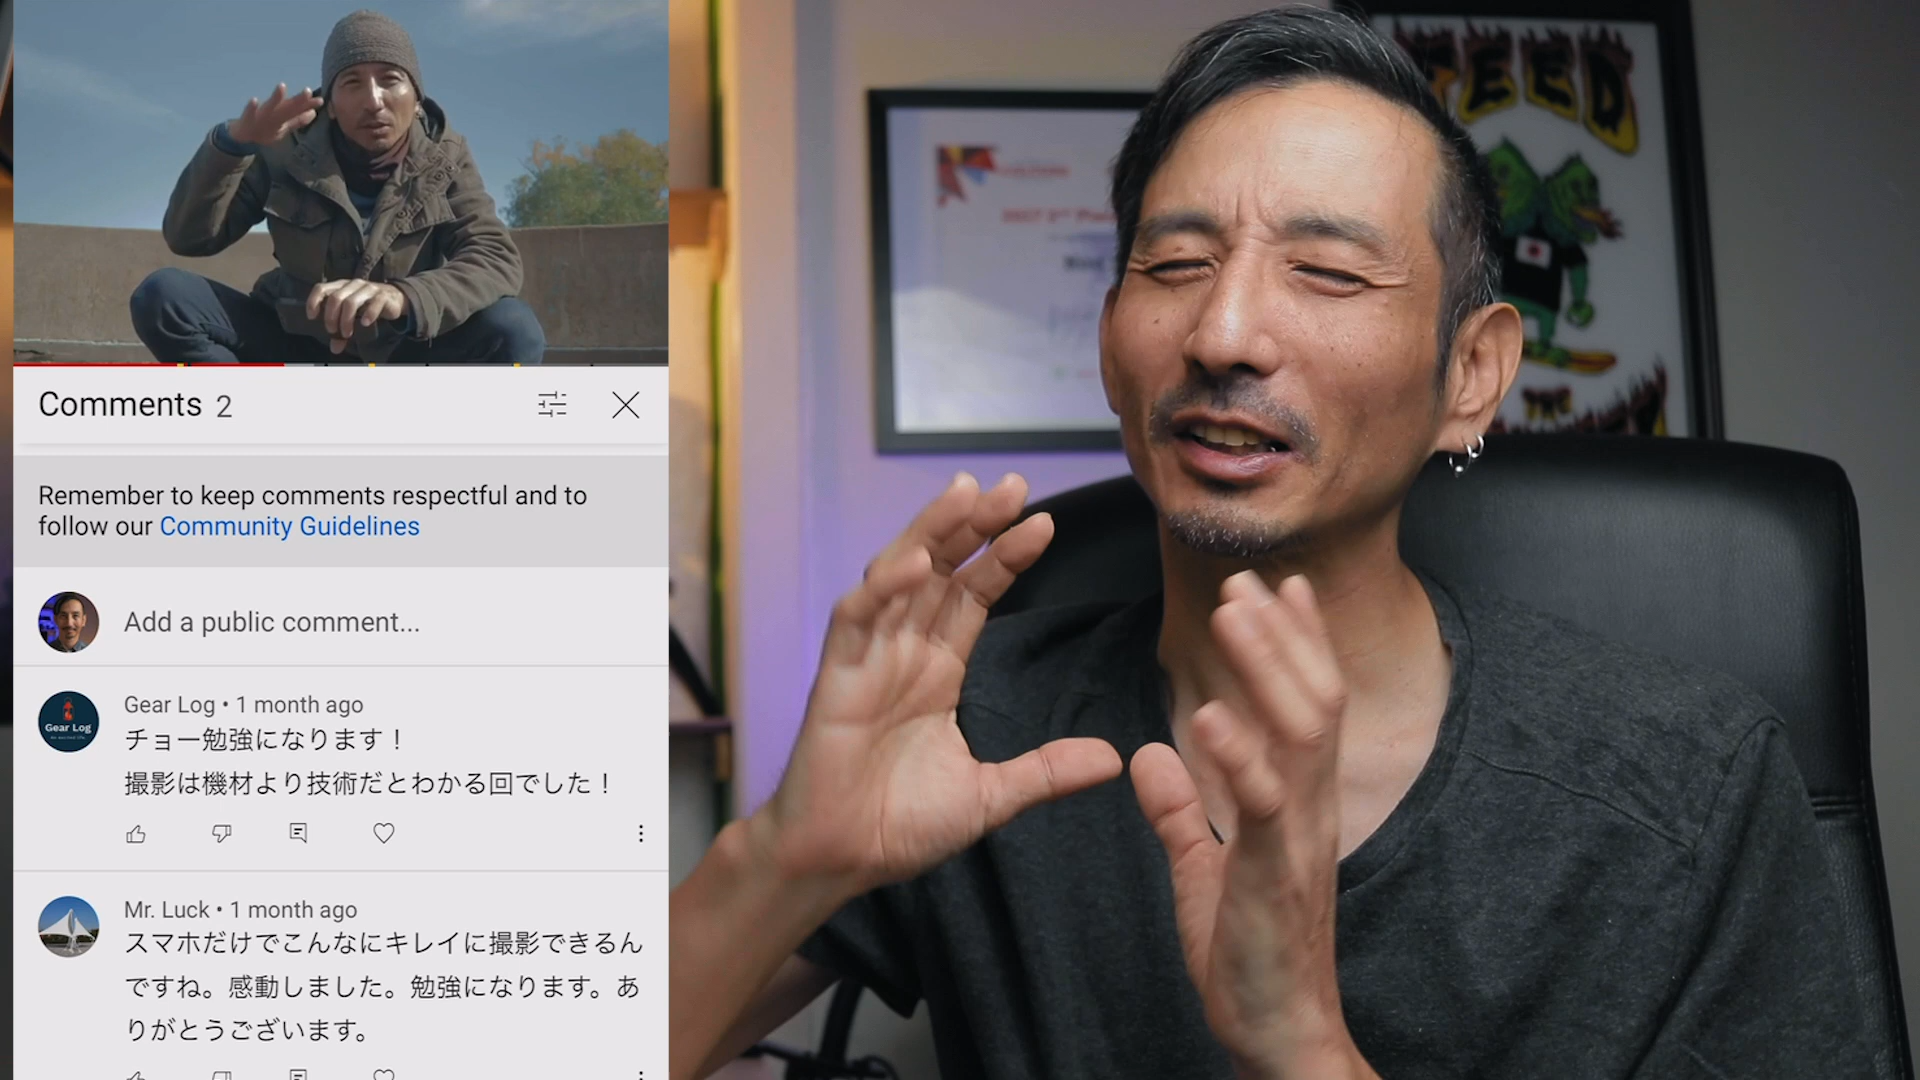 Comments 2
Remember to keep comments respectful and to
follow our Community Guidelines
Add a public comment...
Gear Log • 1 month ago
Gear Log
チョー勉強になります！
撮影は機材より技術だとわかる回でした！
Mr. Luck • 1 month ago
スマホだけでこんなにキレイに撮影できるん
ですね。感動しました。勉強になります。あ
りがとうございます。
FEED
THE